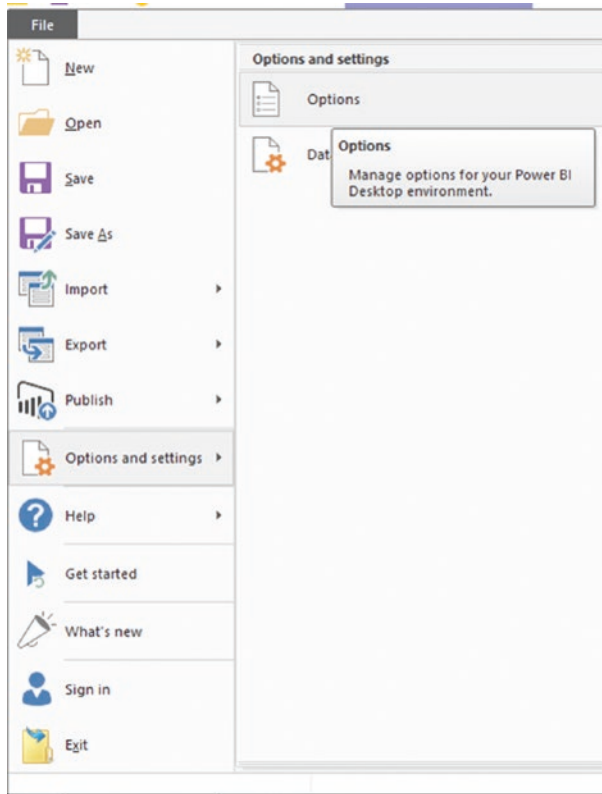 File
New
Open
Save
Save As
Import
Export
Publish
Options and settings
Help
Get started
What's new
Sign in
Exit
Options and settings
Options
Dat
Options
Manage options for your Power BI
Desktop environment.